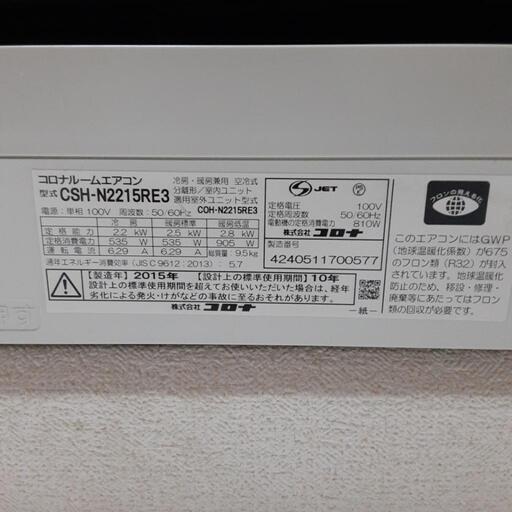 コロナルームエアコン
冷房・暖房兼用 空冷式
分離形／室内ユニット
型式 CSH-N2215RE3
適用室外ユニット型式
電源：単相 100V 周波数：50/60Hz
COH-N2215RE3
冷房 暖房標準 暖房低温
定格能力 2.2 kW 2.5 kW 2.8 kW
定格消費電力 535 W 535 W 905 W
運転電流 6.29 A 6.29 A 総質量：9.5kg
通年エネルギー消費効率（JIS C 9612：2013）：5.7
【製造年】2015年 【設計上の標準使用期間】10年
設計上の標準使用期間を超えてお使いいただいた場合は、経年
劣化による発火・けがなどの事故に至るおそれがあります。
株式会社 コロナ
S JET
定格電圧 100V
定格周波数 50/60Hz
電動機の定格消費電力 810W
株式会社 コロナ
製造番号
4240511700577
－紙－
フロンの見える化
このエアコンにはGWP
（地球温暖化係数）が675
のフロン類（R32）が封入
されています。地球温暖化
防止のため、移設・修理・
廃棄等にあたってはフロン
類の回収が必要です。